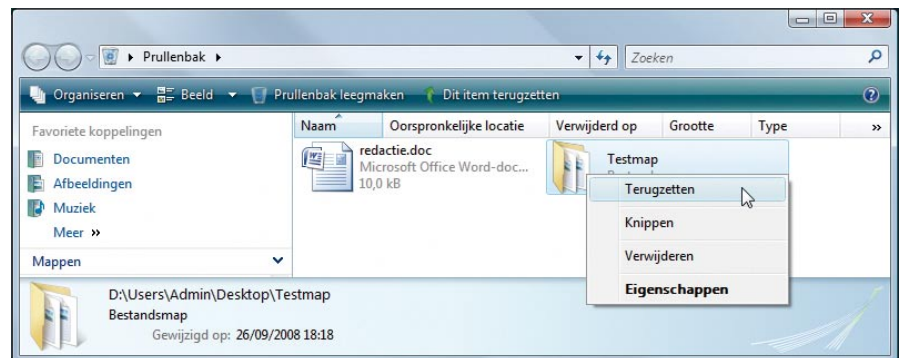 Prullenbak
Zoeken
Organiseren Beeld Prullenbak leegmaken Dit item terugzetten
Favoriete koppelingen
Documenten
Afbeeldingen
Muziek
Meer »
Mappen
Naam Oorspronkelijke locatie Verwijderd op Grootte Type »
redactie.doc
Microsoft Office Word-doc...
10,0 kB
Testmap
Terugzetten
Knippen
Verwijderen
Eigenschappen
D:\Users\Admin\Desktop\Testmap
Bestandsmap
Gewijzigd op: 26/09/2008 18:18